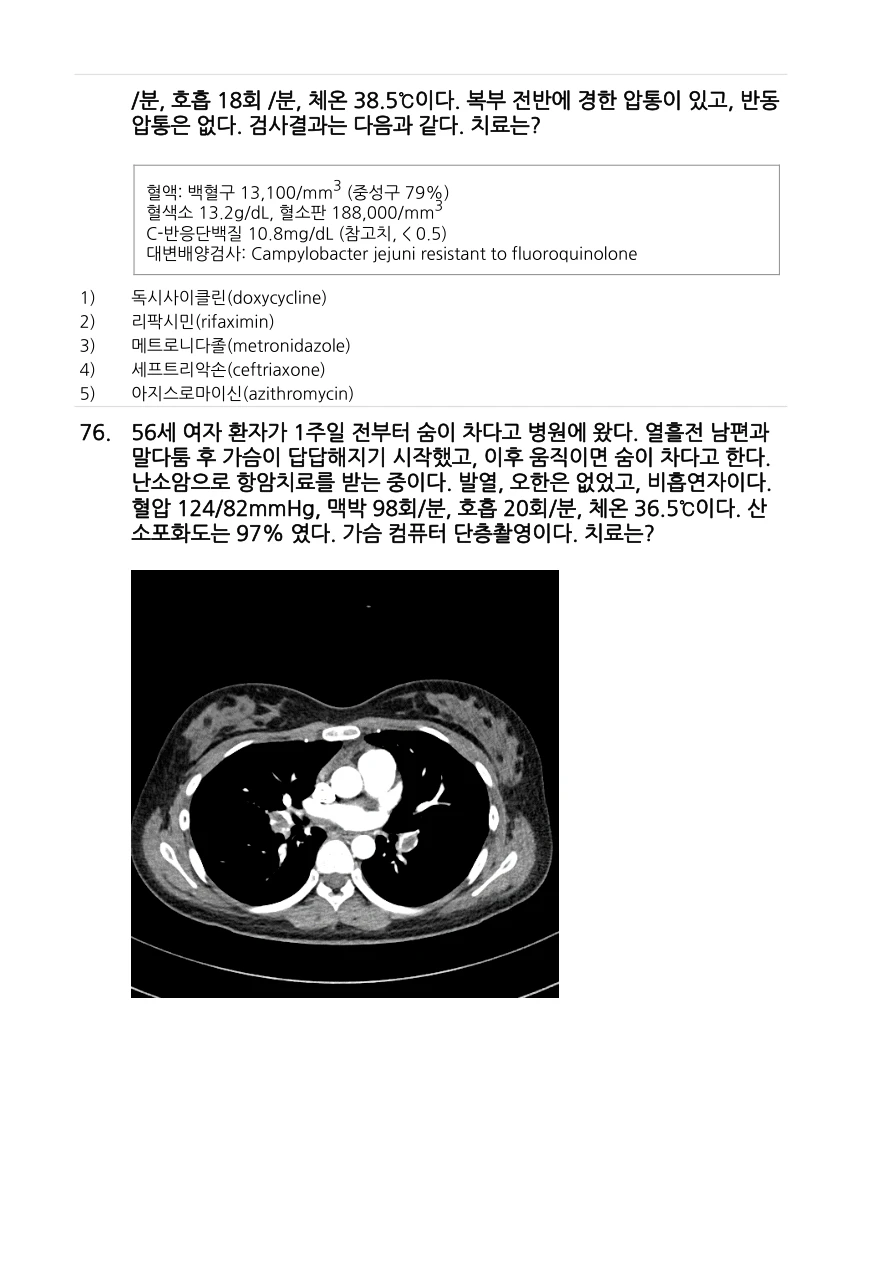 /분, 호흡 18회 /분, 체온 38.5℃이다. 복부 전반에 경한 압통이 있고, 반동
압통은 없다. 검사결과는 다음과 같다. 치료는?
혈액: 백혈구 13,100/mm3 (중성구 79%)
혈색소 13.2g/dL, 혈소판 188,000/mm3
C-반응단백질 10.8mg/dL (참고치, < 0.5)
대변배양검사: Campylobacter jejuni resistant to fluoroquinolone
1) 독시사이클린(doxycycline)
2) 리팍시민(rifaximin)
3) 메트로니다졸(metronidazole)
4) 세프트리악손(ceftriaxone)
5) 아지스로마이신(azithromycin)
76. 56세 여자 환자가 1주일 전부터 숨이 차다고 병원에 왔다. 열흘전 남편과
말다툼 후 가슴이 답답해지기 시작했고, 이후 움직이면 숨이 차다고 한다.
난소암으로 항암치료를 받는 중이다. 발열, 오한은 없었고, 비흡연자이다.
혈압 124/82mmHg, 맥박 98회/분, 호흡 20회/분, 체온 36.5℃이다. 산
소포화도는 97% 였다. 가슴 컴퓨터 단층촬영이다. 치료는?